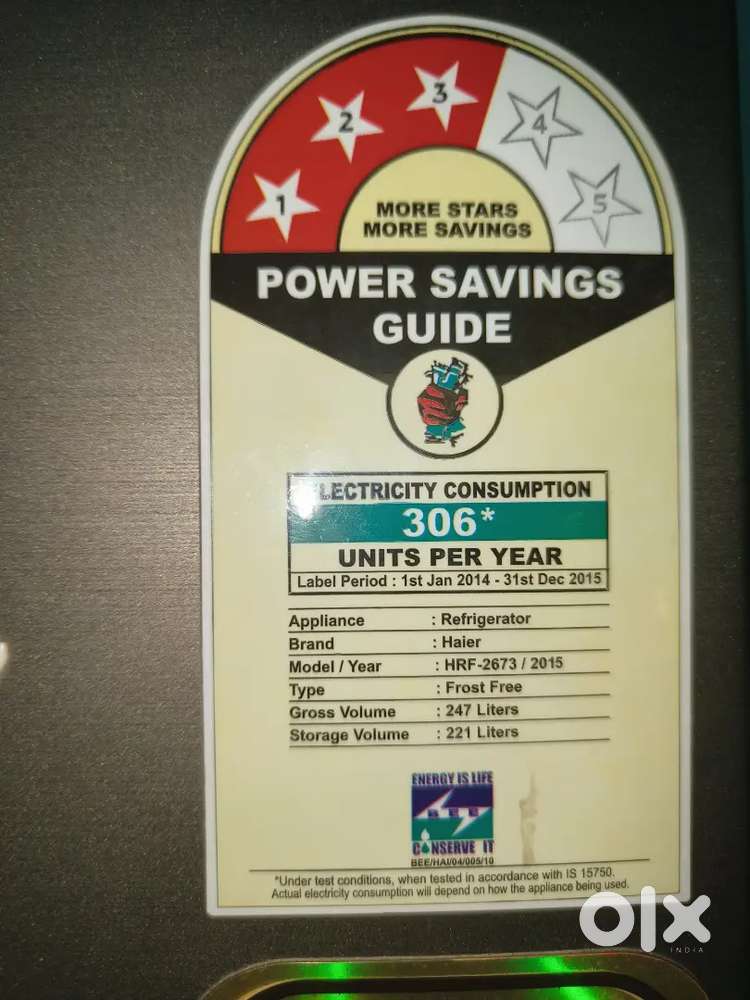 1 2 3 4 5
MORE STARS
MORE SAVINGS
POWER SAVINGS
GUIDE
ELECTRICITY CONSUMPTION
306*
UNITS PER YEAR
Label Period : 1st Jan 2014 - 31st Dec 2015
Appliance : Refrigerator
Brand : Haier
Model / Year : HRF-2673 / 2015
Type : Frost Free
Gross Volume : 247 Liters
Storage Volume : 221 Liters
ENERGY IS LIFE
BEE
CONSERVE IT
BEE/HAI/04/005/10
*Under test conditions, when tested in accordance with IS 15750.
Actual electricity consumption will depend on how the appliance being used.
olx
INDIA